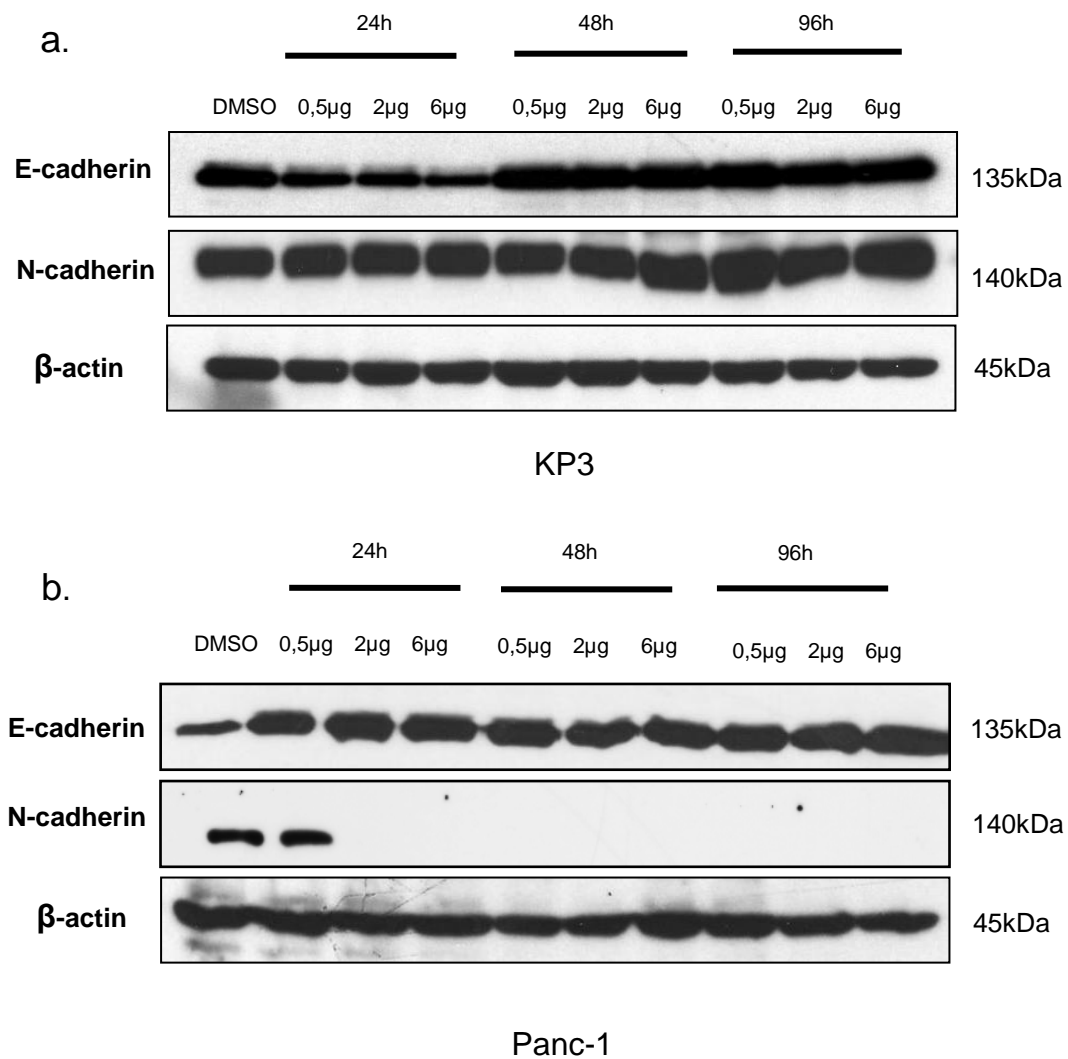 a.
24h 48h 96h
DMSO 0,5µg 2µg 6µg 0,5µg 2µg 6µg 0,5µg 2µg 6µg
E-cadherin 135kDa
N-cadherin 140kDa
β-actin 45kDa
KP3
b.
24h 48h 96h
DMSO 0,5µg 2µg 6µg 0,5µg 2µg 6µg 0,5µg 2µg 6µg
E-cadherin 135kDa
N-cadherin 140kDa
β-actin 45kDa
Panc-1